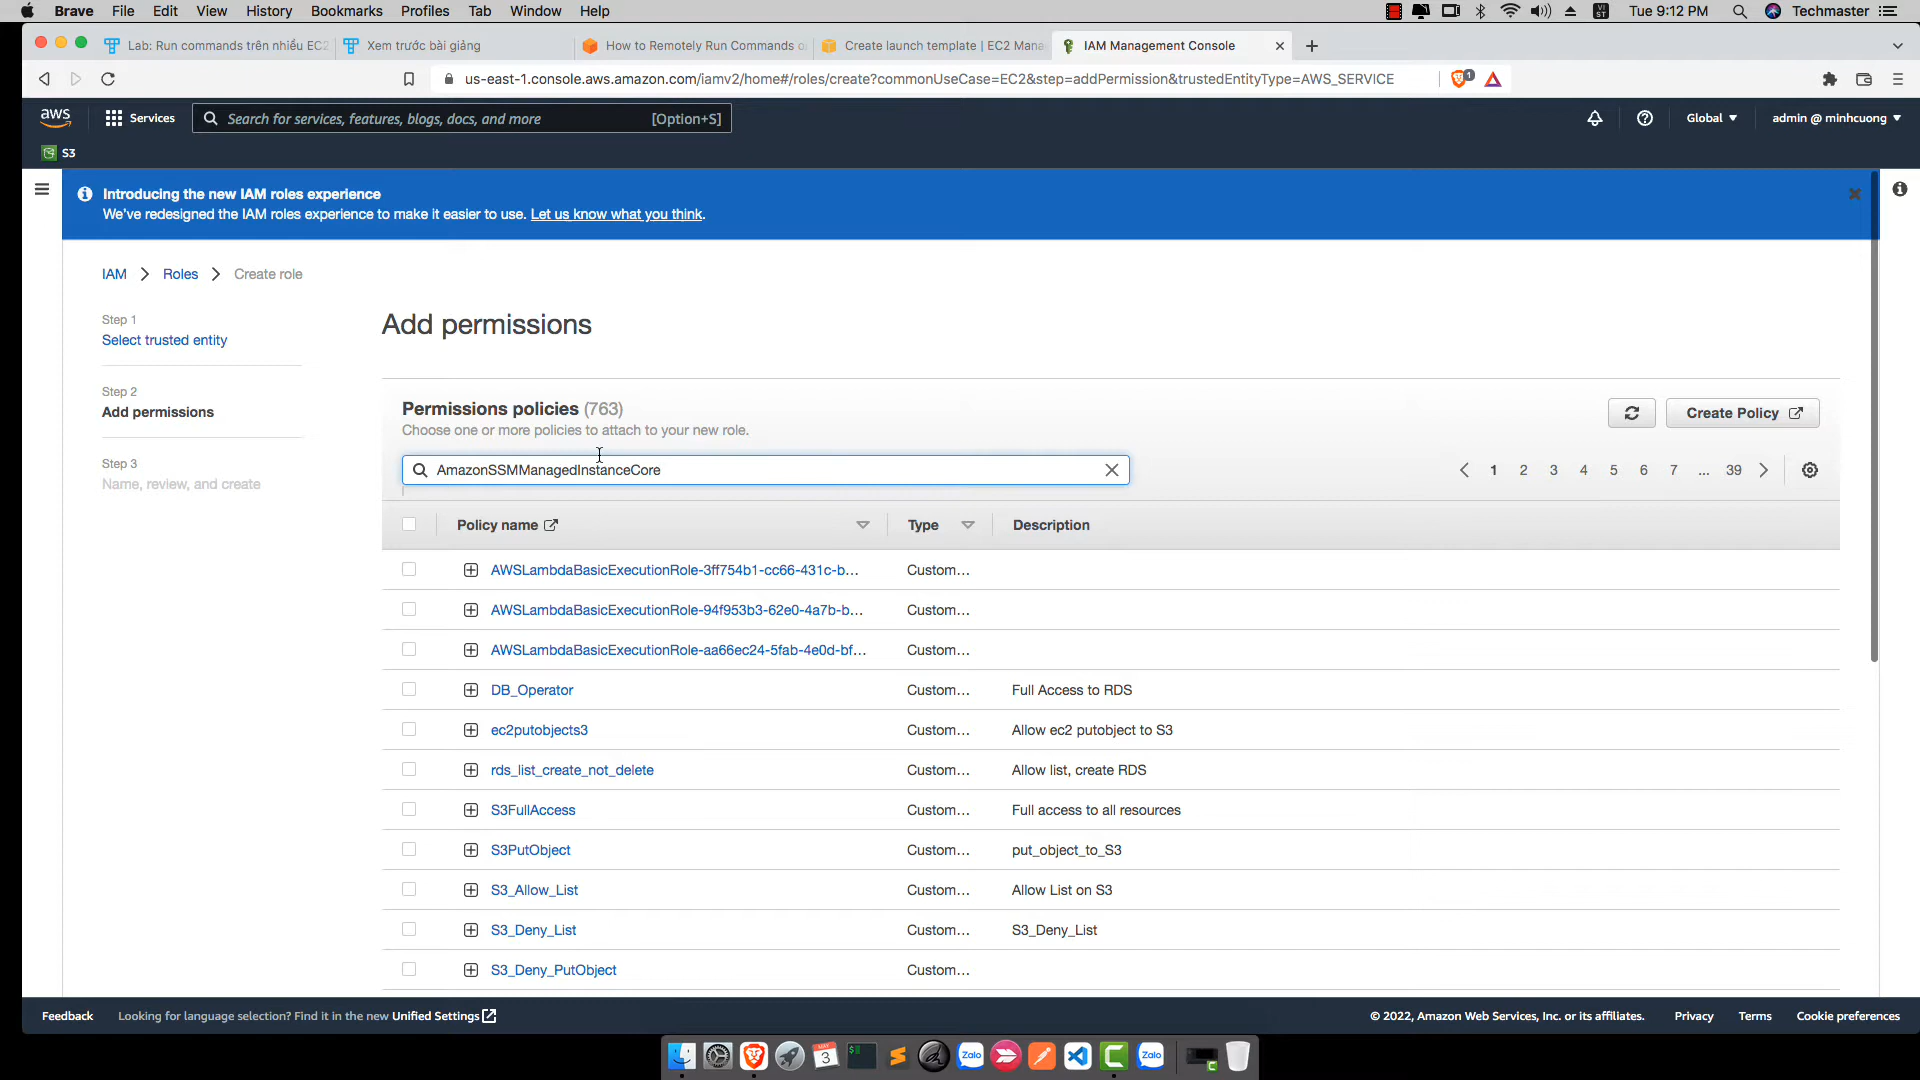 Brave File Edit View History Bookmarks Profiles Tab Window Help
VI ST Tue 9:12 PM Techmaster
Lab: Run commands trên nhiều EC2
Xem trước bài giảng
How to Remotely Run Commands o
Create launch template | EC2 Mana
IAM Management Console
us-east-1.console.aws.amazon.com/iamv2/home#/roles/create?commonUseCase=EC2&step=addPermission&trustedEntityType=AWS_SERVICE
1
aws
Services
Search for services, features, blogs, docs, and more [Option+S]
Global
admin @ minhcuong
S3
Introducing the new IAM roles experience
We've redesigned the IAM roles experience to make it easier to use. Let us know what you think.
IAM Roles Create role
Step 1
Select trusted entity
Step 2
Add permissions
Step 3
Name, review, and create
Add permissions
Permissions policies (763)
Choose one or more policies to attach to your new role.
Create Policy
AmazonSSMManagedInstanceCore
1 2 3 4 5 6 7 ... 39
Policy name Type Description
AWSLambdaBasicExecutionRole-3ff754b1-cc66-431c-b... Custom...
AWSLambdaBasicExecutionRole-94f953b3-62e0-4a7b-b... Custom...
AWSLambdaBasicExecutionRole-aa66ec24-5fab-4e0d-bf... Custom...
DB_Operator Custom... Full Access to RDS
ec2putobjects3 Custom... Allow ec2 putobject to S3
rds_list_create_not_delete Custom... Allow list, create RDS
S3FullAccess Custom... Full access to all resources
S3PutObject Custom... put_object_to_S3
S3_Allow_List Custom... Allow List on S3
S3_Deny_List Custom... S3_Deny_List
S3_Deny_PutObject Custom...
Feedback Looking for language selection? Find it in the new Unified Settings
© 2022, Amazon Web Services, Inc. or its affiliates. Privacy Terms Cookie preferences
MAY 3 $ Zalo C Zalo